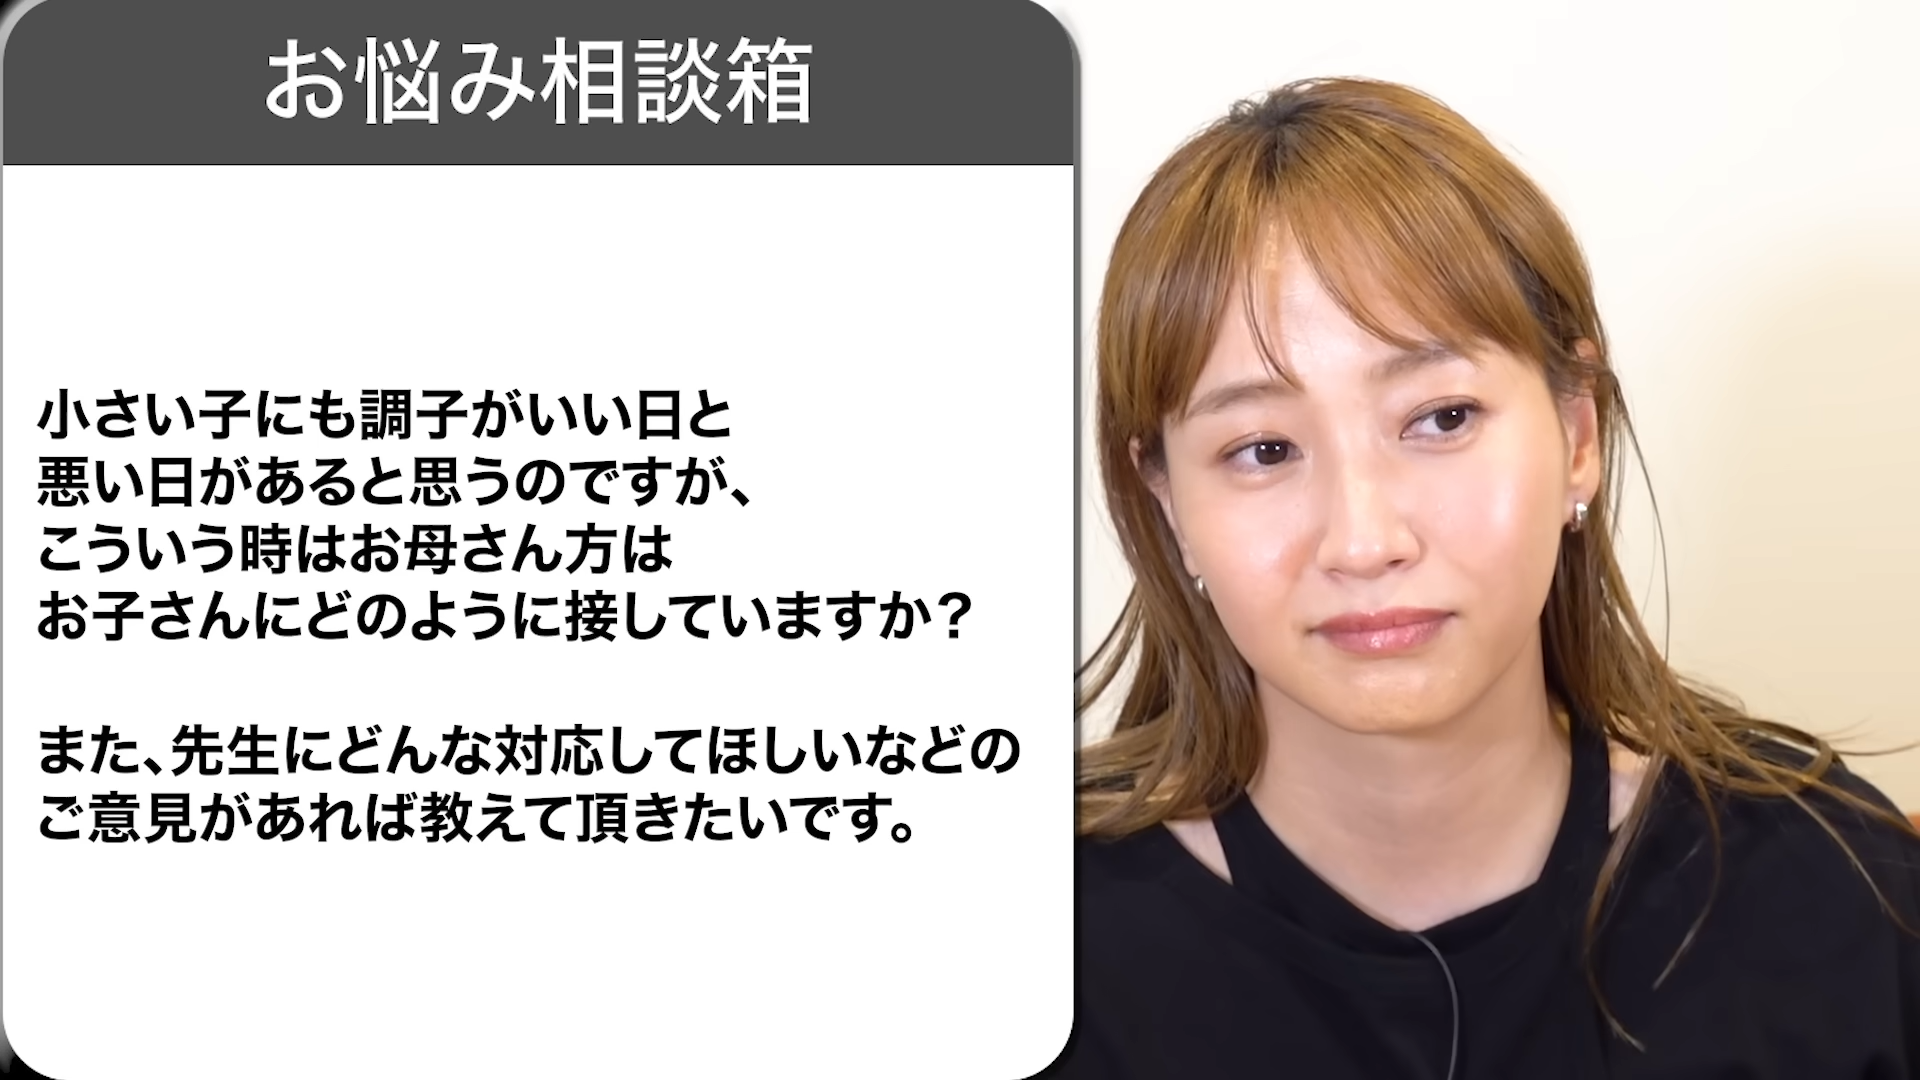 お悩み相談箱
小さい子にも調子がいい日と
悪い日があると思うのですが、
こういう時はお母さん方は
お子さんにどのように接していますか？
また、先生にどんな対応してほしいなどの
ご意見があれば教えて頂きたいです。